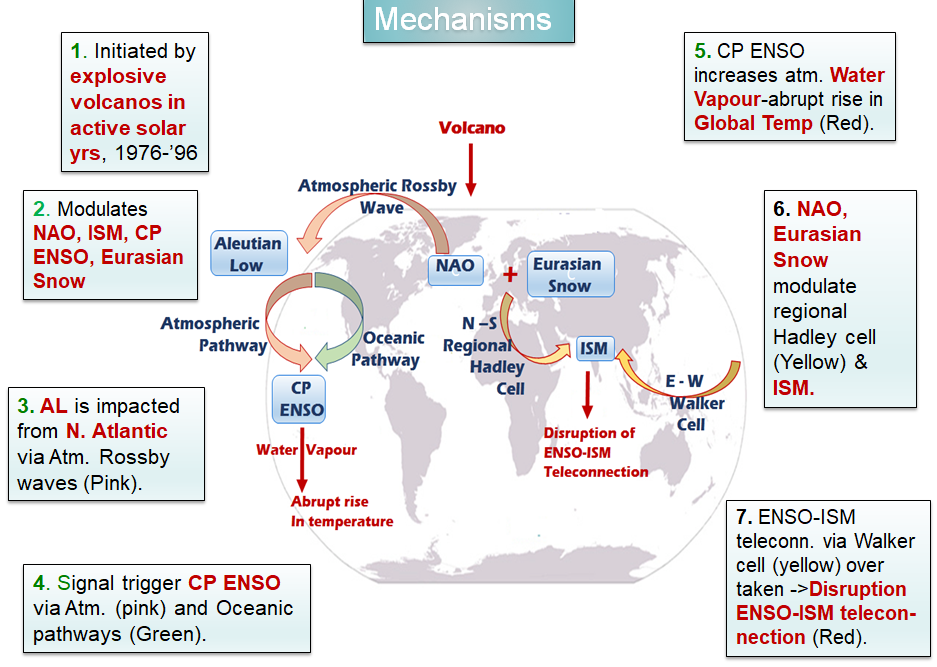 Mechanisms
1. Initiated by
explosive
volcanos in
active solar
yrs, 1976-'96
2. Modulates
NAO, ISM, CP
ENSO, Eurasian
Snow
3. AL is impacted
from N. Atlantic
via Atm. Rossby
waves (Pink).
4. Signal trigger CP ENSO
via Atm. (pink) and Oceanic
pathways (Green).
Volcano
Atmospheric Rossby
Wave
Aleutian
Low
NAO
+
Eurasian
Snow
Atmospheric
Pathway
Oceanic
Pathway
N –S
Regional
Hadley
Cell
ISM
E - W
Walker
Cell
CP
ENSO
Water Vapour
Abrupt rise
In temperature
Disruption of
ENSO-ISM
Teleconnection
5. CP ENSO
increases atm. Water
Vapour-abrupt rise in
Global Temp (Red).
6. NAO,
Eurasian
Snow
modulate
regional
Hadley cell
(Yellow) &
ISM.
7. ENSO-ISM
teleconn. via Walker
cell (yellow) over
taken ->Disruption
ENSO-ISM telecon-
nection (Red).